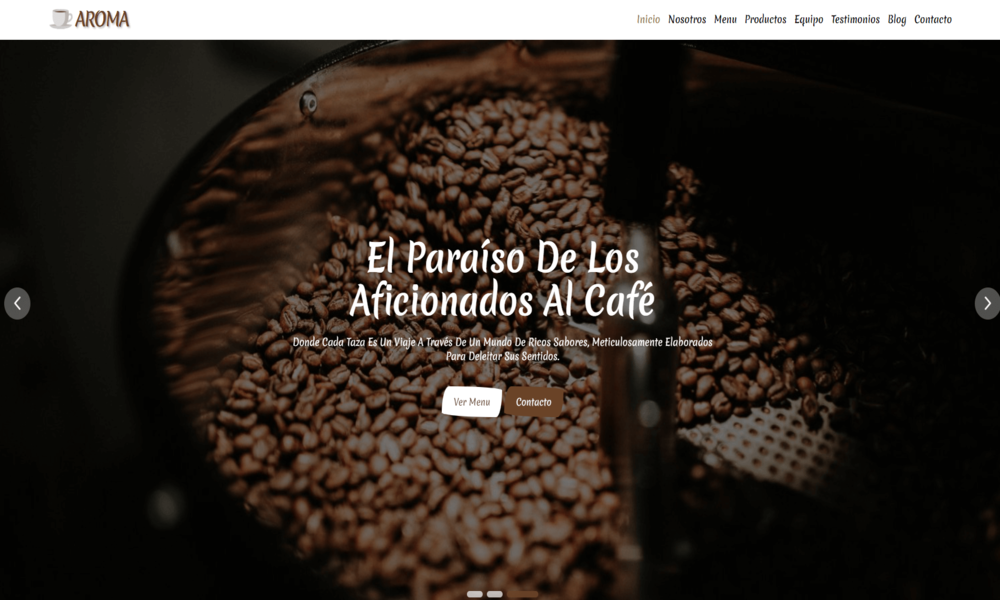 AROMA
Inicio Nosotros Menu Productos Equipo Testimonios Blog Contacto
El Paraíso De Los
Aficionados Al Café
Donde Cada Taza Es Un Viaje A Través De Un Mundo De Ricos Sabores, Meticulosamente Elaborados
Para Deleitar Sus Sentidos.
Ver Menu Contacto